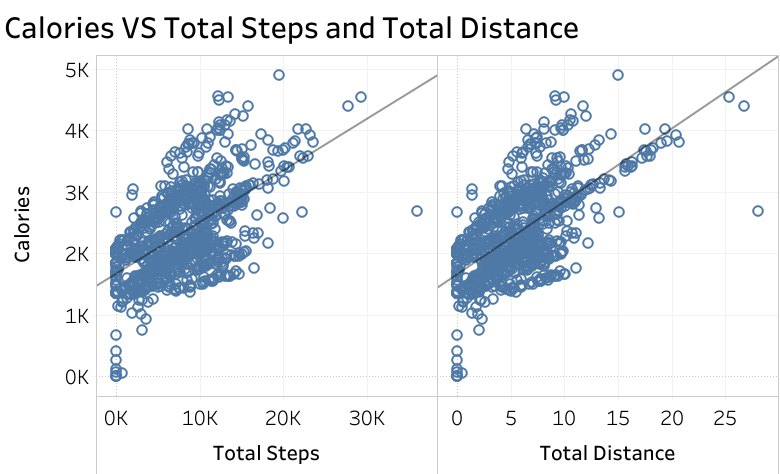 Calories VS Total Steps and Total Distance
5K
4K
3K
2K
1K
0K
Calories
0K 10K 20K 30K
0 5 10 15 20 25
Total Steps
Total Distance